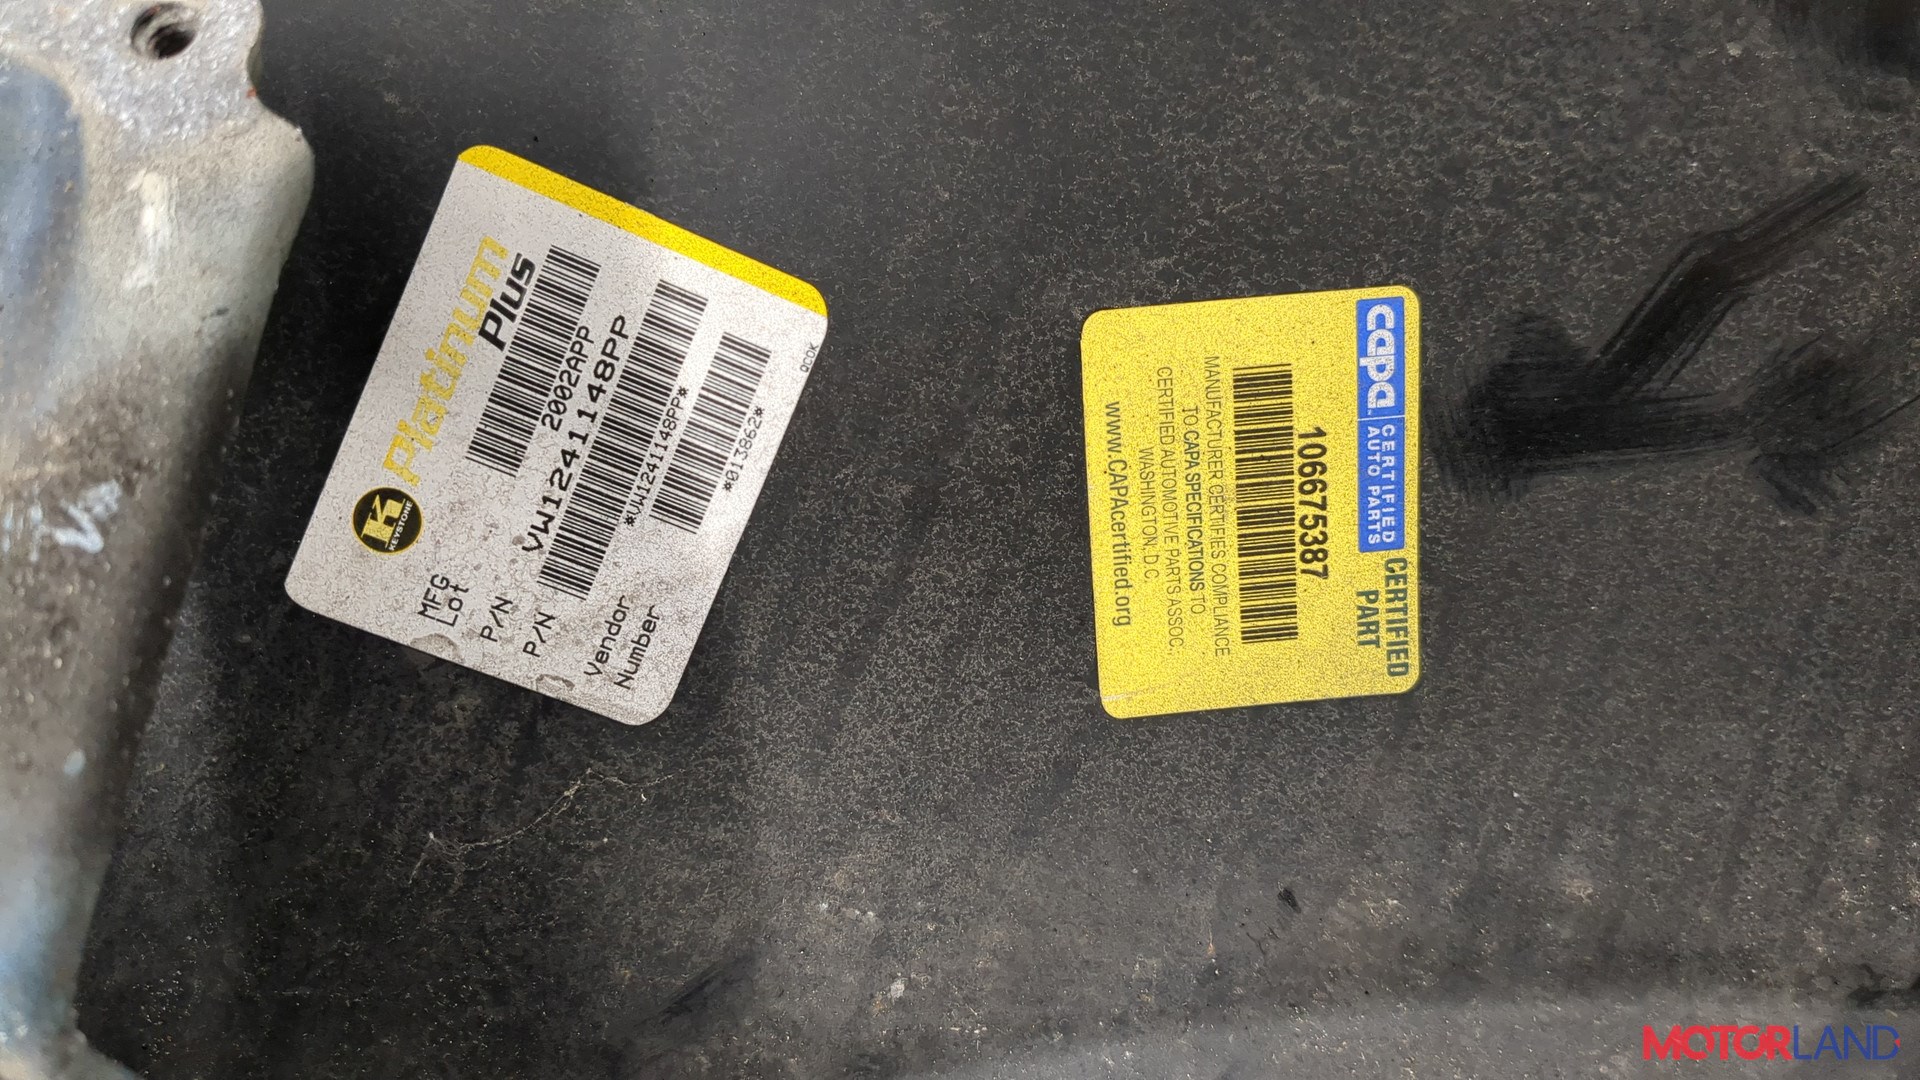 Platinum
Plus
K
KEYSTONE
MFG
Lot
2002APP
P/N
VW1241148PP
P/N
*VW1241148PP*
Vendor
Number
*013862*
QCOK
capa
CERTIFIED
AUTO PARTS
CERTIFIED
PART
106675387
MANUFACTURER CERTIFIES COMPLIANCE
TO CAPA SPECIFICATIONS TO
CERTIFIED AUTOMOTIVE PARTS ASSOC.
WASHINGTON, D.C.
www.CAPAcertified.org
MOTORLAND